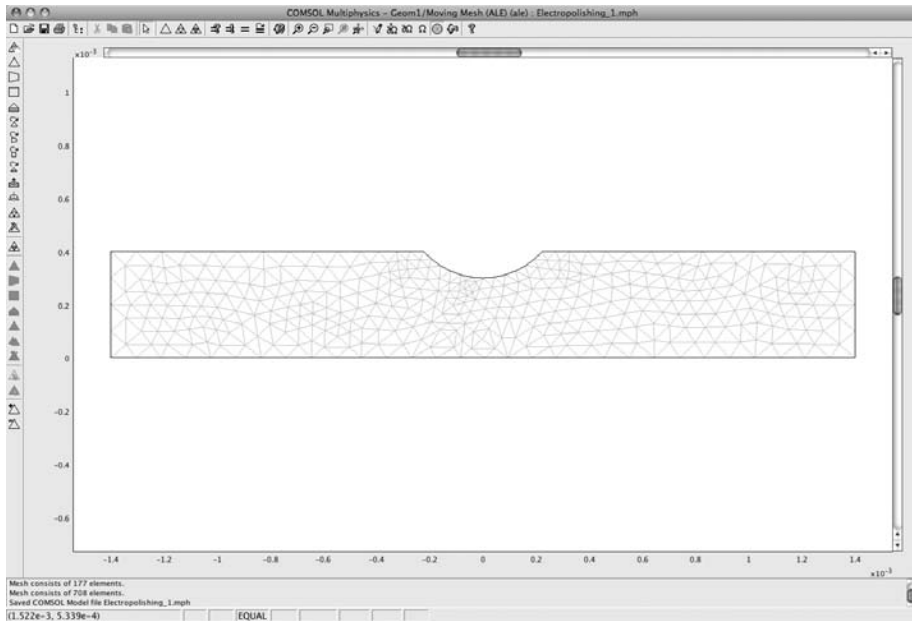 COMSOL Multiphysics - Geom1/Moving Mesh (ALE) (ale) : Electropolishing_1.mph
×10⁻³
1
0.8
0.6
0.4
0.2
0
-0.2
-0.4
-0.6
-1.4 -1.2 -1 -0.8 -0.6 -0.4 -0.2 0 0.2 0.4 0.6 0.8 1 1.2 1.4
×10⁻³
Mesh consists of 177 elements.
Mesh consists of 708 elements.
Saved COMSOL Model file Electropolishing_1.mph
(1.522e-3, 5.339e-4) EQUAL